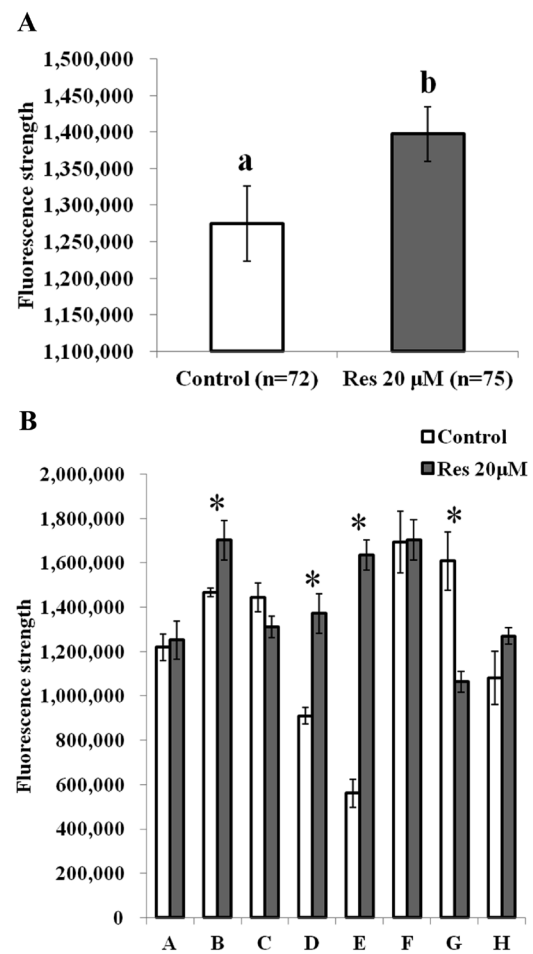 A
Fluorescence strength
1,500,000
1,450,000
1,400,000
1,350,000
1,300,000
1,250,000
1,200,000
1,150,000
1,100,000
a
b
Control (n=72)
Res 20 μM (n=75)
B
Control
Res 20μM
Fluorescence strength
2,000,000
1,800,000
1,600,000
1,400,000
1,200,000
1,000,000
800,000
600,000
400,000
200,000
0
*
*
*
*
A B C D E F G H